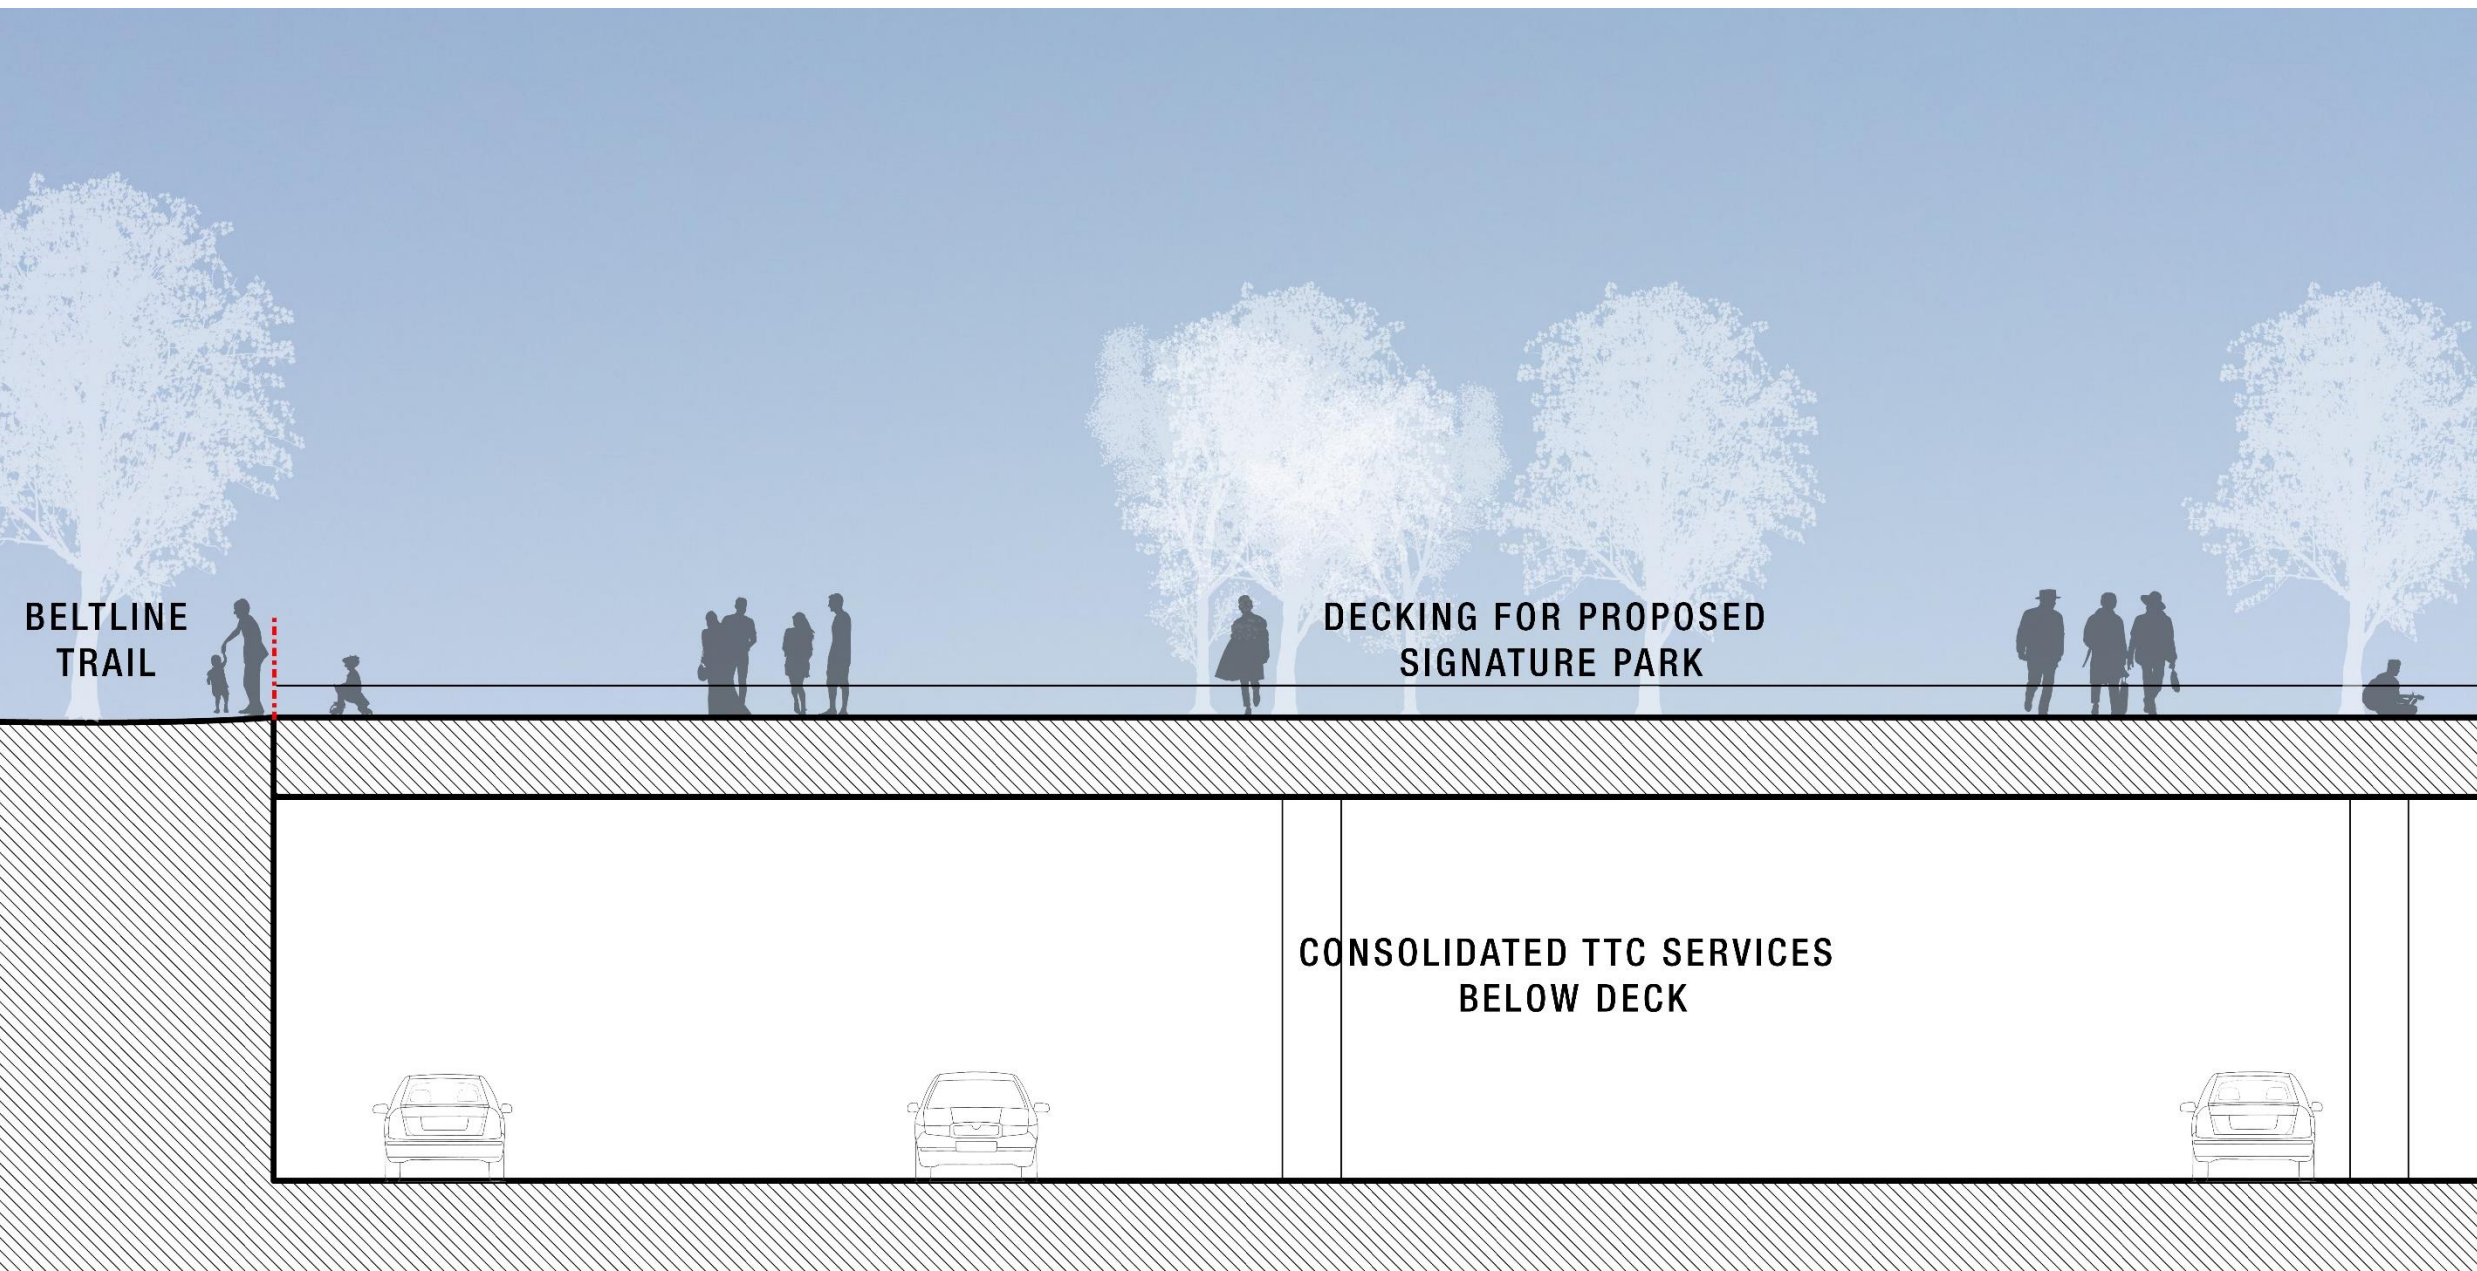 BELTLINE
TRAIL
DECKING FOR PROPOSED
SIGNATURE PARK
CONSOLIDATED TTC SERVICES
BELOW DECK